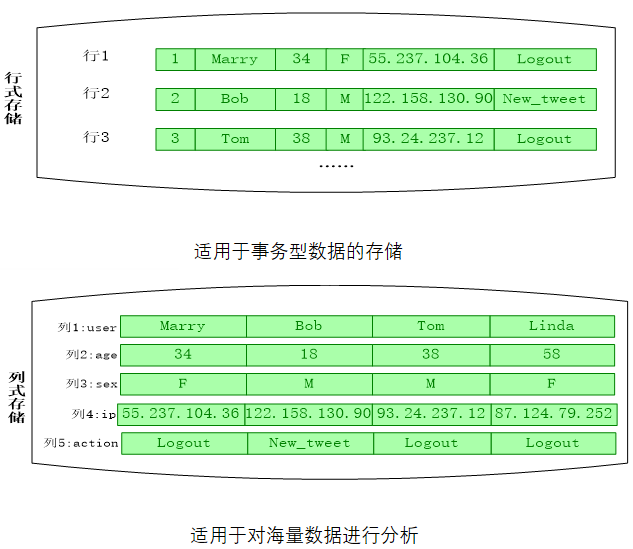 行式存储
行1 1 Marry 34 F 55.237.104.36 Logout
行2 2 Bob 18 M 122.158.130.90 New_tweet
行3 3 Tom 38 M 93.24.237.12 Logout
......
适用于事务型数据的存储
列式存储
列1:user Marry Bob Tom Linda
列2:age 34 18 38 58
列3:sex F M M F
列4:ip 55.237.104.36 122.158.130.90 93.24.237.12 87.124.79.252
列5:action Logout New_tweet Logout Logout
适用于对海量数据进行分析